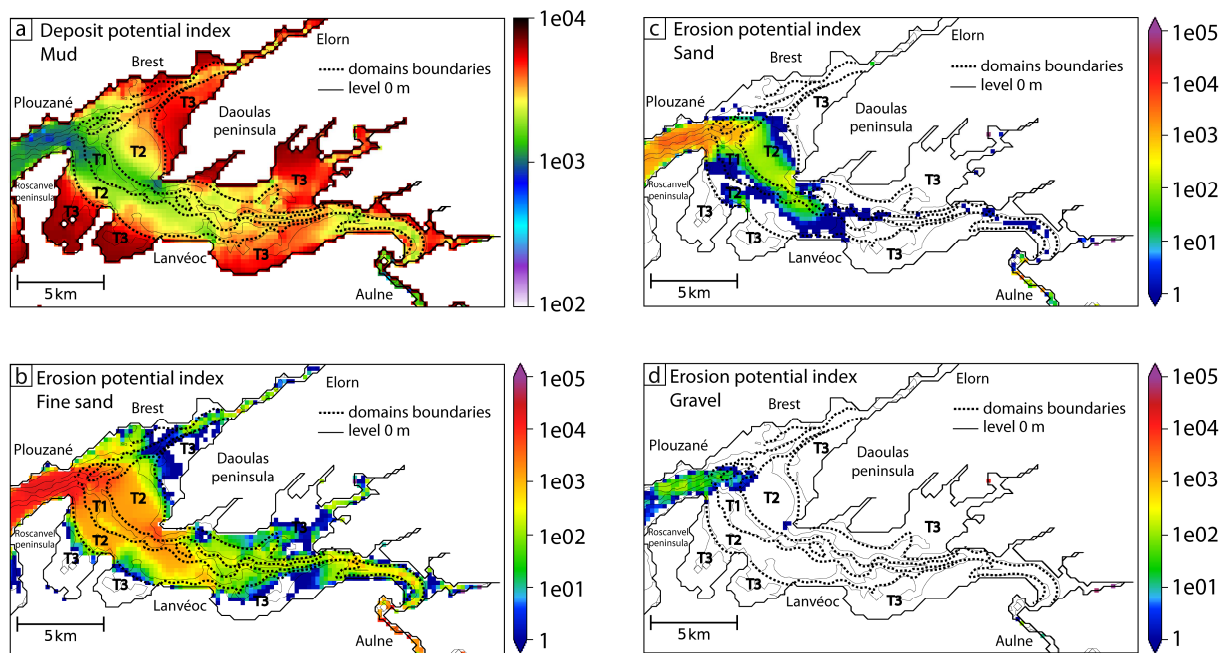 a Deposit potential index
Mud
Elorn
Brest
domains boundaries
level 0 m
Plouzané
T3
Daoulas
peninsula
T1
T2
T3
T2
Roscanvel
peninsula
T3
T3
T3
Lanvéoc
5 km
Aulne
1e04
1e03
1e02
c Erosion potential index
Sand
Elorn
Brest
domains boundaries
level 0 m
Plouzané
T3
Daoulas
peninsula
T1
T2
T3
T2
Roscanvel
peninsula
T3
T3
T3
Lanvéoc
5 km
Aulne
1e05
1e04
1e03
1e02
1e01
1
b Erosion potential index
Fine sand
Elorn
Brest
domains boundaries
level 0 m
Plouzané
T3
Daoulas
peninsula
T1
T2
T3
T2
Roscanvel
peninsula
T3
T3
T3
Lanvéoc
5 km
Aulne
1e05
1e04
1e03
1e02
1e01
1
d Erosion potential index
Gravel
Elorn
Brest
domains boundaries
level 0 m
Plouzané
T3
Daoulas
peninsula
T1
T2
T3
T2
Roscanvel
peninsula
T3
T3
T3
Lanvéoc
5 km
Aulne
1e05
1e04
1e03
1e02
1e01
1